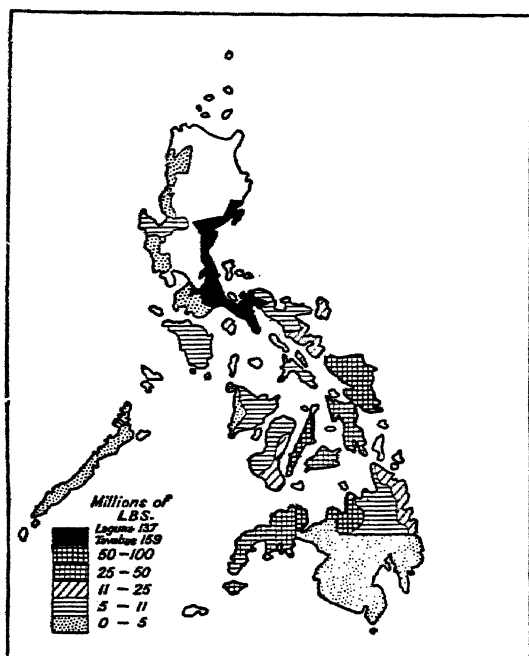 Millions of
LBS-
Laguna 137
Tayabas 159
50 - 100
25 - 50
11 - 25
5 - 11
0 - 5